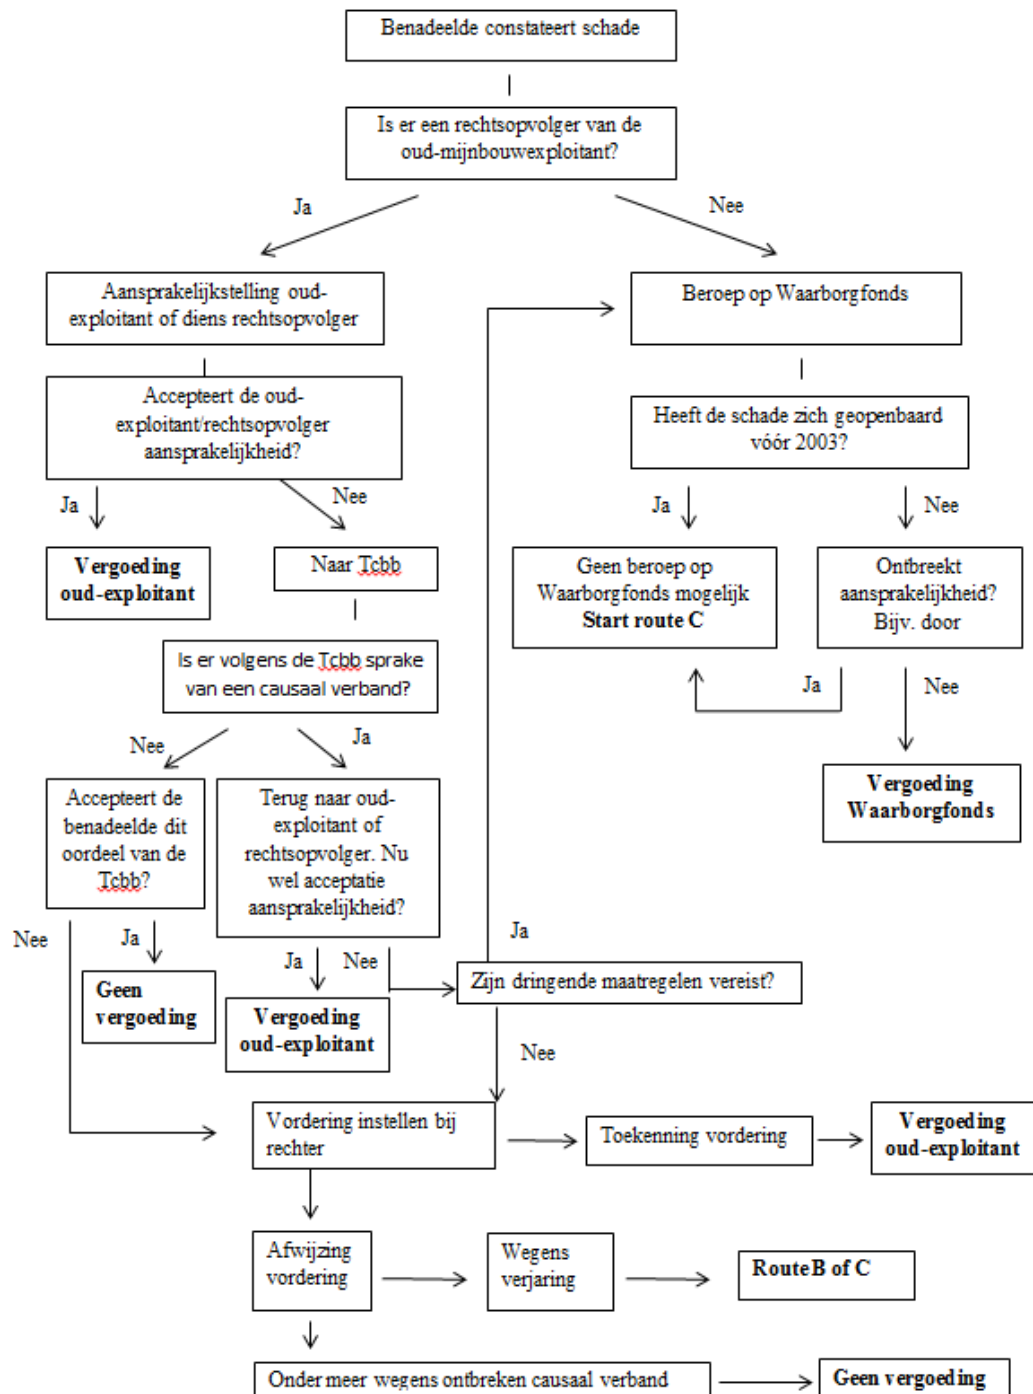 Benadeelde constateert schade
Is er een rechtsopvolger van de
oud-mijnbouwexploitant?
Ja
Nee
Aansprakelijkstelling oud-
exploitant of diens rechtsopvolger
Beroep op Waarborgfonds
Accepteert de oud-
exploitant/rechtsopvolger
aansprakelijkheid?
Heeft de schade zich geopenbaard
vóór 2003?
Ja
Nee
Ja
Nee
Vergoeding
oud-exploitant
Naar Tcbb
Geen beroep op
Waarborgfonds mogelijk
Start route C
Ontbreekt
aansprakelijkheid?
Bijv. door
Is er volgens de Tcbb sprake
van een causaal verband?
Ja
Nee
Nee
Ja
Accepteert de
benadeelde dit
oordeel van de
Tcbb?
Terug naar oud-
exploitant of
rechtsopvolger. Nu
wel acceptatie
aansprakelijkheid?
Vergoeding
Waarborgfonds
Nee
Ja
Ja
Nee
Ja
Geen
vergoeding
Vergoeding
oud-exploitant
Zijn dringende maatregelen vereist?
Nee
Vordering instellen bij
rechter
Toekenning vordering
Vergoeding
oud-exploitant
Afwijzing
vordering
Wegens
verjaring
Route B of C
Onder meer wegens ontbreken causaal verband
Geen vergoeding